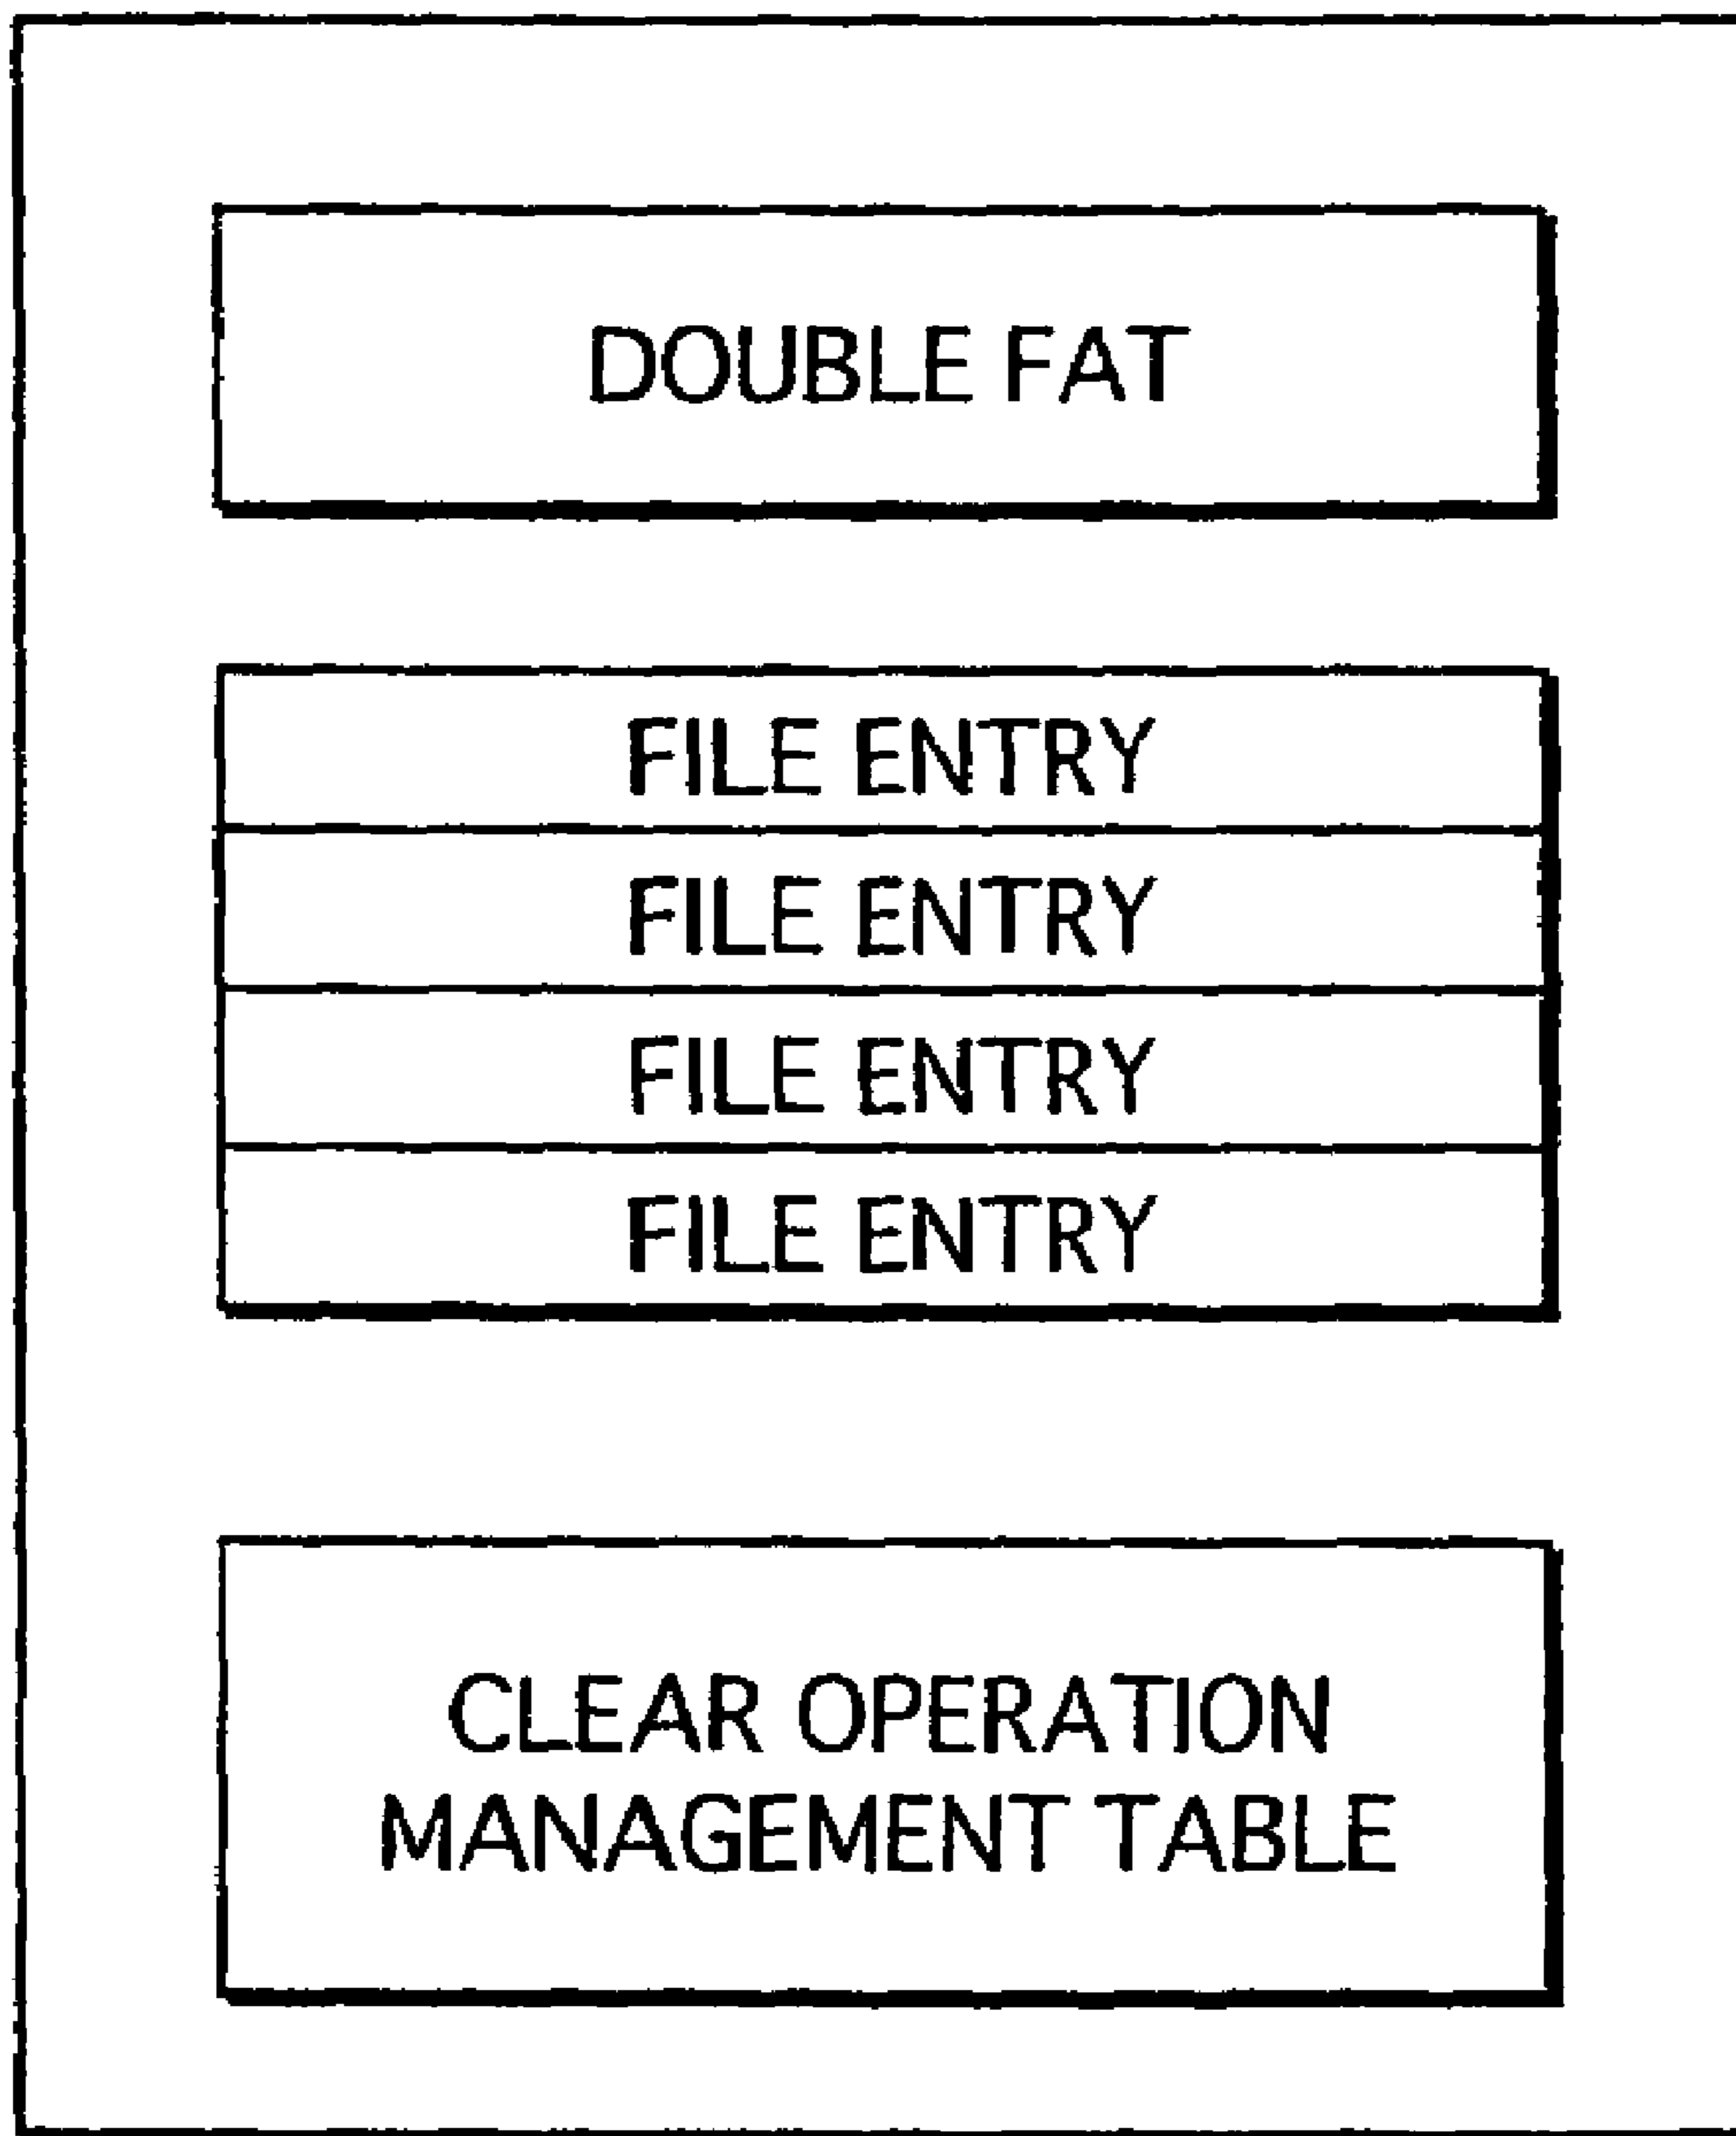 DOUBLE FAT
FILE ENTRY
FILE ENTRY
FILE ENTRY
FILE ENTRY
CLEAR OPERATION
MANAGEMENT TABLE